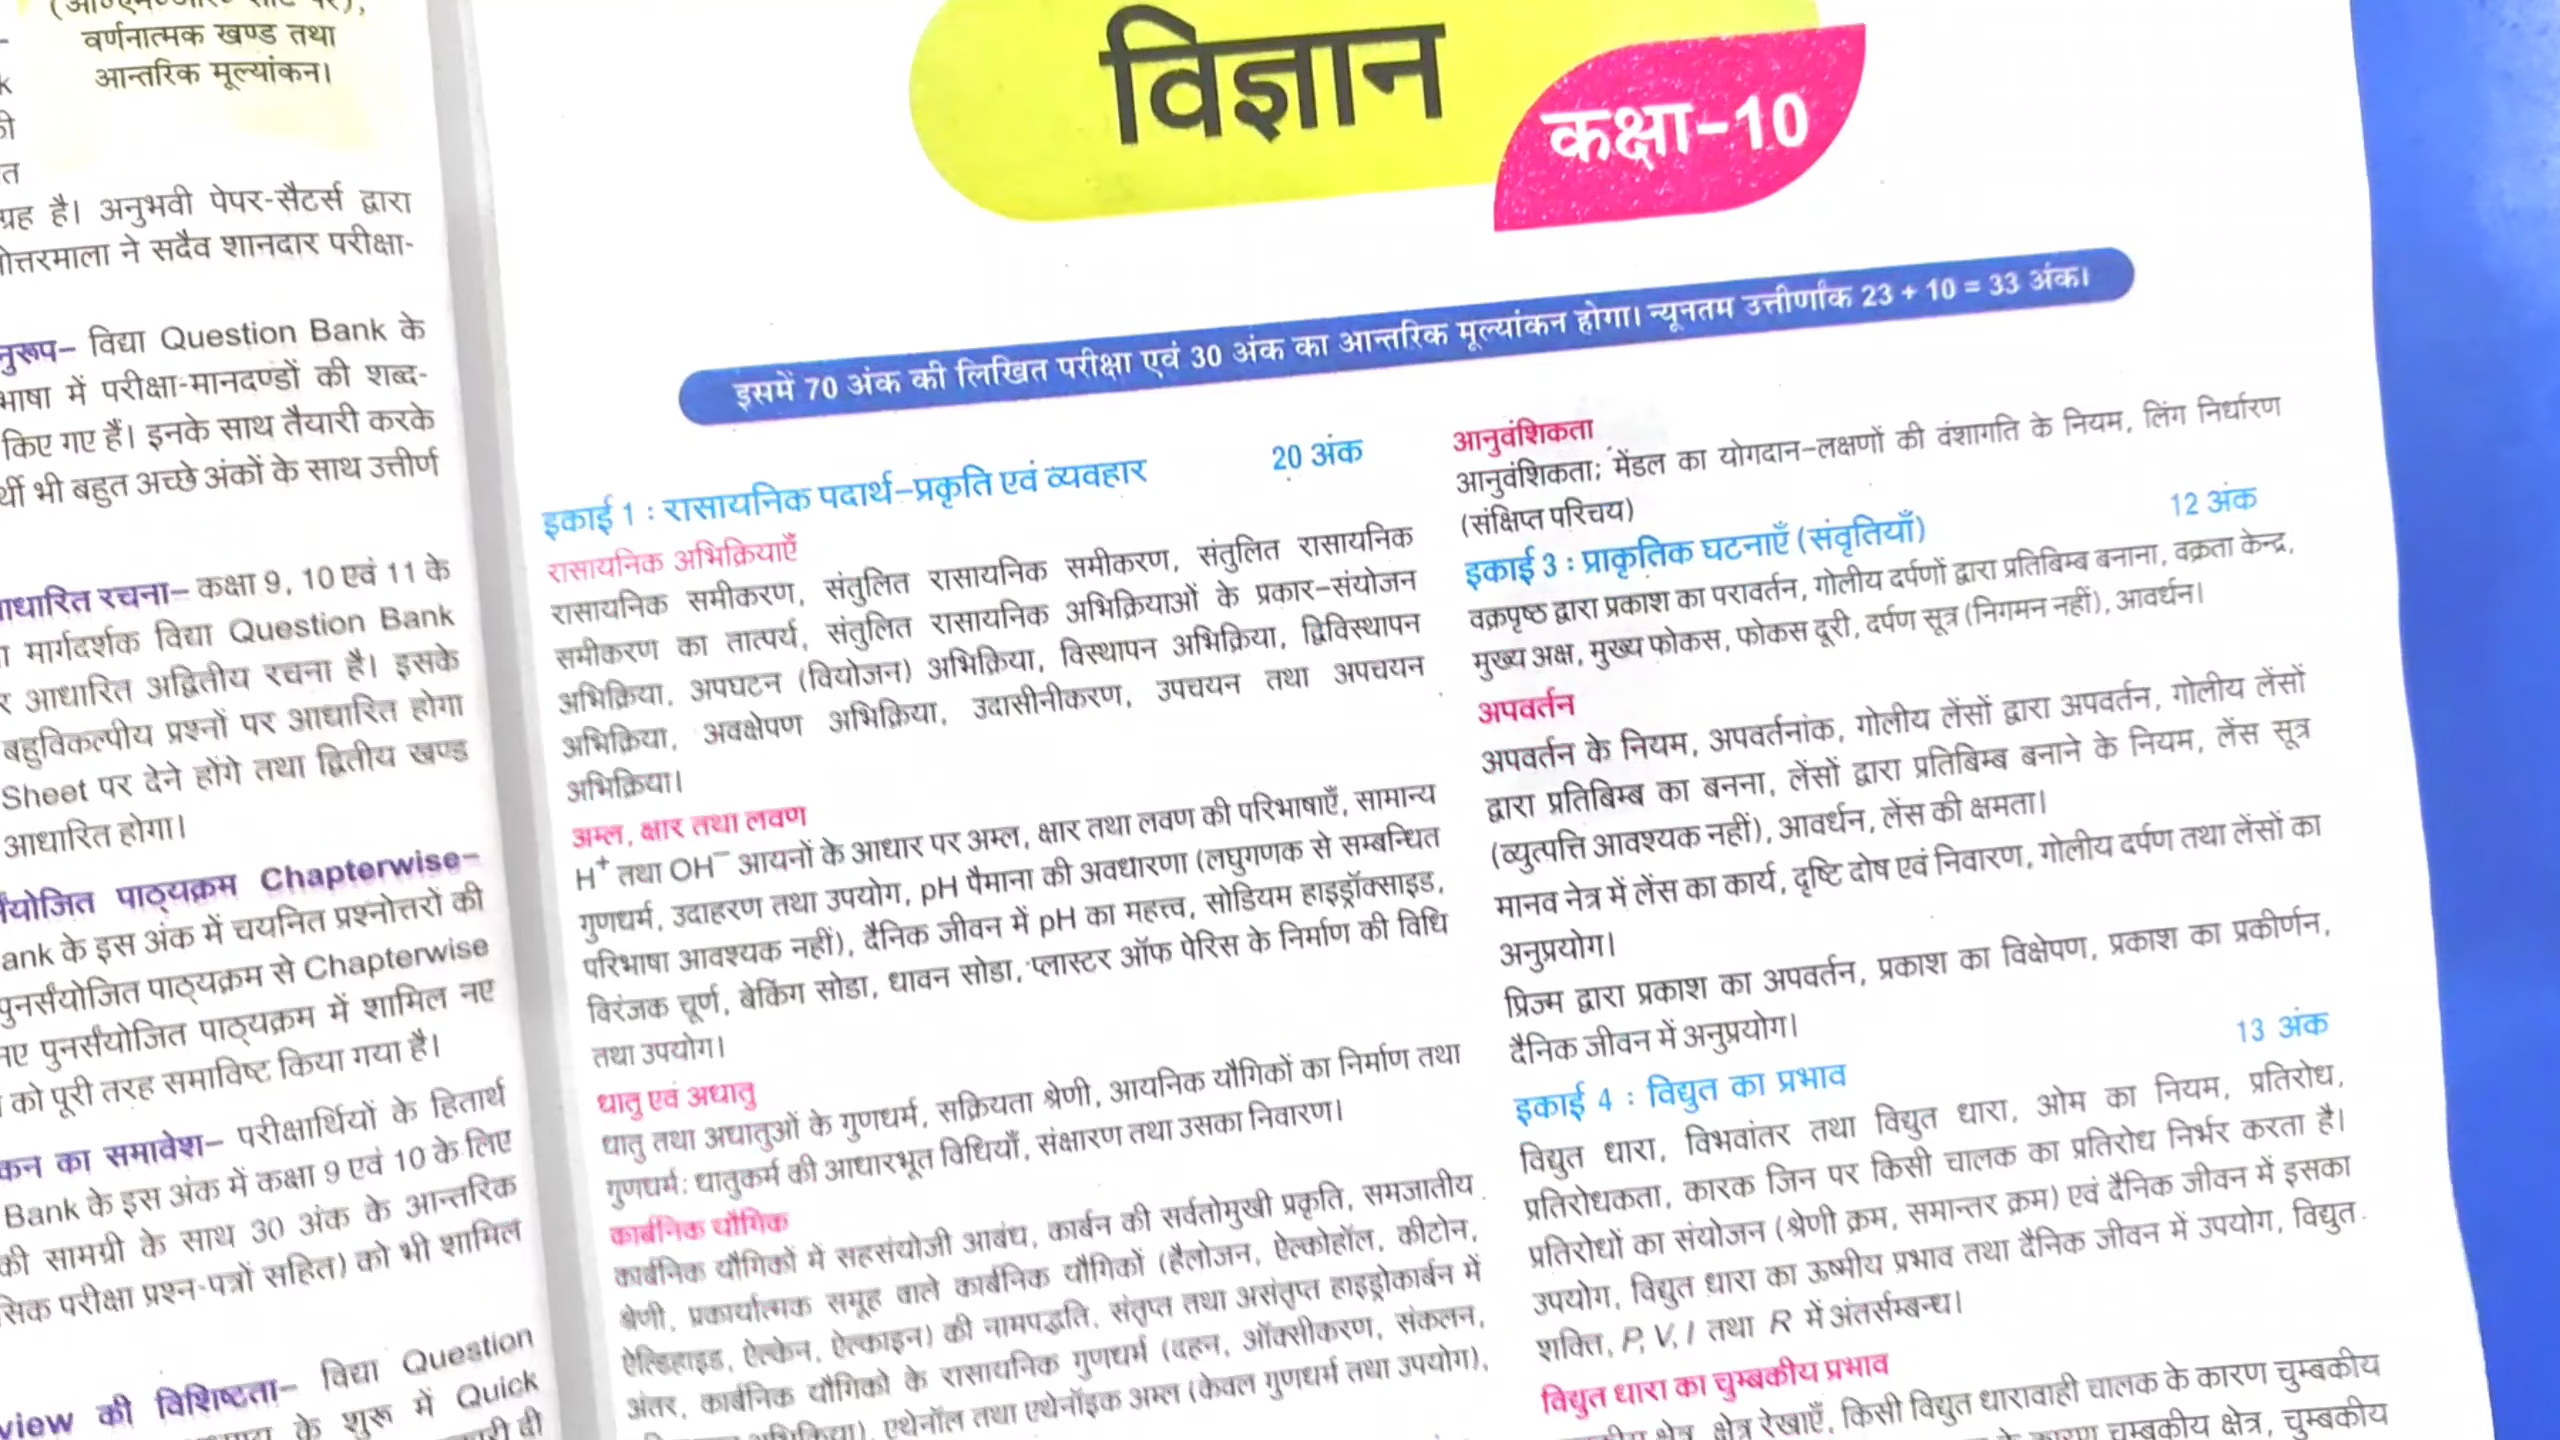 वर्णनात्मक खण्ड तथा
आन्तरिक मूल्यांकन।
ग्रह है। अनुभवी पेपर-सैटर्स द्वारा
ोत्तरमाला ने सदैव शानदार परीक्षा-
नुरूप– विद्या Question Bank के
भाषा में परीक्षा-मानदण्डों की शब्द-
किए गए हैं। इनके साथ तैयारी करके
र्थी भी बहुत अच्छे अंकों के साथ उत्तीर्ण
ाधारित रचना– कक्षा 9, 10 एवं 11 के
मार्गदर्शक विद्या Question Bank
आधारित अद्वितीय रचना है। इसके
बहुविकल्पीय प्रश्नों पर आधारित होगा
Sheet पर देने होंगे तथा द्वितीय खण्ड
आधारित होगा।
र्संयोजित पाठ्यक्रम Chapterwise–
ank के इस अंक में चयनित प्रश्नोत्तरों की
पुनर्संयोजित पाठ्यक्रम से Chapterwise
नए पुनर्संयोजित पाठ्यक्रम में शामिल नए
को पूरी तरह समाविष्ट किया गया है।
कन का समावेश– परीक्षार्थियों के हितार्थ
Bank के इस अंक में कक्षा 9 एवं 10 के लिए
की सामग्री के साथ 30 अंक के आन्तरिक
सिक परीक्षा प्रश्न-पत्रों सहित) को भी शामिल
view की विशिष्टता– विद्या Question
के शुरू में Quick
विज्ञान
कक्षा–10
इसमें 70 अंक की लिखित परीक्षा एवं 30 अंक का आन्तरिक मूल्यांकन होगा। न्यूनतम उत्तीर्णांक 23 + 10 = 33 अंक।
इकाई 1 : रासायनिक पदार्थ–प्रकृति एवं व्यवहार 20 अंक
रासायनिक अभिक्रियाएँ
रासायनिक समीकरण, संतुलित रासायनिक समीकरण, संतुलित रासायनिक
समीकरण का तात्पर्य, संतुलित रासायनिक अभिक्रियाओं के प्रकार–संयोजन
अभिक्रिया, अपघटन (वियोजन) अभिक्रिया, विस्थापन अभिक्रिया, द्विविस्थापन
अभिक्रिया, अवक्षेपण अभिक्रिया, उदासीनीकरण, उपचयन तथा अपचयन
अभिक्रिया।
अम्ल, क्षार तथा लवण
H⁺ तथा OH⁻ आयनों के आधार पर अम्ल, क्षार तथा लवण की परिभाषाएँ, सामान्य
गुणधर्म, उदाहरण तथा उपयोग, pH पैमाना की अवधारणा (लघुगणक से सम्बन्धित
परिभाषा आवश्यक नहीं), दैनिक जीवन में pH का महत्त्व, सोडियम हाइड्रॉक्साइड,
विरंजक चूर्ण, बेकिंग सोडा, धावन सोडा, प्लास्टर ऑफ पेरिस के निर्माण की विधि
तथा उपयोग।
धातु एवं अधातु
धातु तथा अधातुओं के गुणधर्म, सक्रियता श्रेणी, आयनिक यौगिकों का निर्माण तथा
गुणधर्म: धातुकर्म की आधारभूत विधियाँ, संक्षारण तथा उसका निवारण।
कार्बनिक यौगिक
कार्बनिक यौगिकों में सहसंयोजी आबंध, कार्बन की सर्वतोमुखी प्रकृति, समजातीय
श्रेणी, प्रकार्यात्मक समूह वाले कार्बनिक यौगिकों (हैलोजन, ऐल्कोहॉल, कीटोन,
ऐल्डिहाइड, ऐल्केन, ऐल्काइन) की नामपद्धति, संतृप्त तथा असंतृप्त हाइड्रोकार्बन में
अंतर, कार्बनिक यौगिको के रासायनिक गुणधर्म (दहन, ऑक्सीकरण, संकलन,
अभिक्रिया), एथेनॉल तथा एथेनॉइक अम्ल (केवल गुणधर्म तथा उपयोग),
आनुवंशिकता
आनुवंशिकता; मेंडल का योगदान–लक्षणों की वंशागति के नियम, लिंग निर्धारण
(संक्षिप्त परिचय)
इकाई 3 : प्राकृतिक घटनाएँ (संवृतियाँ) 12 अंक
वक्रपृष्ठ द्वारा प्रकाश का परावर्तन, गोलीय दर्पणों द्वारा प्रतिबिम्ब बनाना, वक्रता केन्द्र,
मुख्य अक्ष, मुख्य फोकस, फोकस दूरी, दर्पण सूत्र (निगमन नहीं), आवर्धन।
अपवर्तन
अपवर्तन के नियम, अपवर्तनांक, गोलीय लेंसों द्वारा अपवर्तन, गोलीय लेंसों
द्वारा प्रतिबिम्ब का बनना, लेंसों द्वारा प्रतिबिम्ब बनाने के नियम, लेंस सूत्र
(व्युत्पत्ति आवश्यक नहीं), आवर्धन, लेंस की क्षमता।
मानव नेत्र में लेंस का कार्य, दृष्टि दोष एवं निवारण, गोलीय दर्पण तथा लेंसों का
अनुप्रयोग।
प्रिज्म द्वारा प्रकाश का अपवर्तन, प्रकाश का विक्षेपण, प्रकाश का प्रकीर्णन,
दैनिक जीवन में अनुप्रयोग।
इकाई 4 : विद्युत का प्रभाव 13 अंक
विद्युत धारा, विभवांतर तथा विद्युत धारा, ओम का नियम, प्रतिरोध,
प्रतिरोधकता, कारक जिन पर किसी चालक का प्रतिरोध निर्भर करता है।
प्रतिरोधों का संयोजन (श्रेणी क्रम, समान्तर क्रम) एवं दैनिक जीवन में इसका
उपयोग, विद्युत धारा का ऊष्मीय प्रभाव तथा दैनिक जीवन में उपयोग, विद्युत
शक्ति, P, V, I तथा R में अंतर्सम्बन्ध।
विद्युत धारा का चुम्बकीय प्रभाव
क्षेत्र रेखाएँ, किसी विद्युत धारावाही चालक के कारण चुम्बकीय
कारण चुम्बकीय क्षेत्र, चुम्बकीय